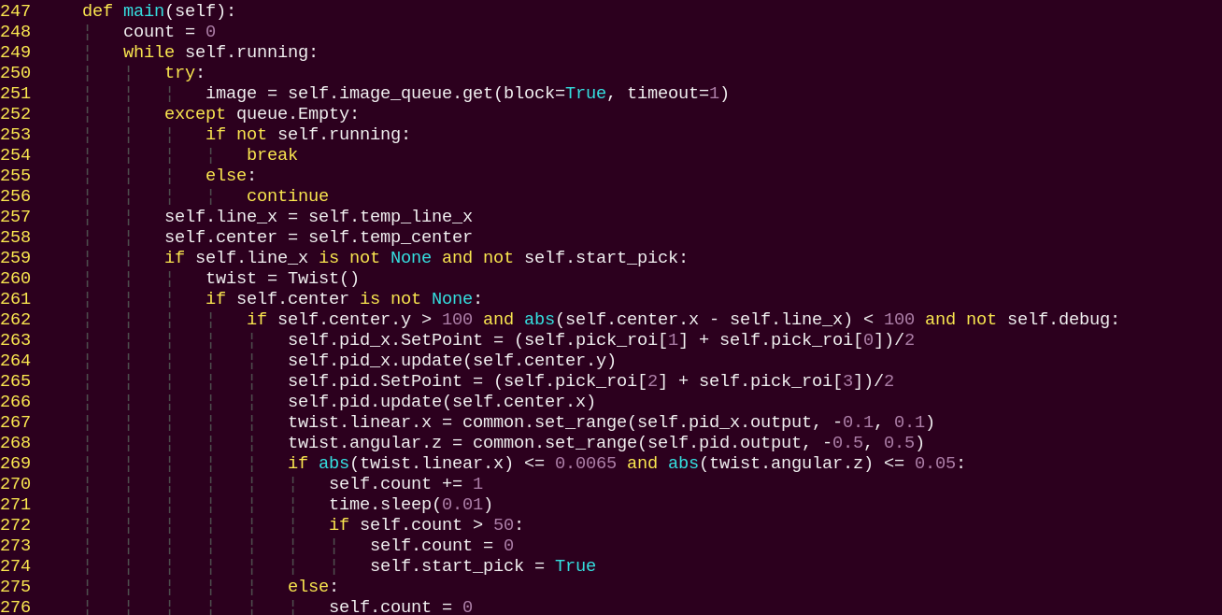 247     def main(self):
248         count = 0
249         while self.running:
250             try:
251                 image = self.image_queue.get(block=True, timeout=1)
252             except queue.Empty:
253                 if not self.running:
254                     break
255                 else:
256                     continue
257             self.line_x = self.temp_line_x
258             self.center = self.temp_center
259             if self.line_x is not None and not self.start_pick:
260                 twist = Twist()
261                 if self.center is not None:
262                     if self.center.y > 100 and abs(self.center.x - self.line_x) < 100 and not self.debug:
263                         self.pid_x.SetPoint = (self.pick_roi[1] + self.pick_roi[0])/2
264                         self.pid_x.update(self.center.y)
265                         self.pid.SetPoint = (self.pick_roi[2] + self.pick_roi[3])/2
266                         self.pid.update(self.center.x)
267                         twist.linear.x = common.set_range(self.pid_x.output, -0.1, 0.1)
268                         twist.angular.z = common.set_range(self.pid.output, -0.5, 0.5)
269                         if abs(twist.linear.x) <= 0.0065 and abs(twist.angular.z) <= 0.05:
270                             self.count += 1
271                             time.sleep(0.01)
272                             if self.count > 50:
273                                 self.count = 0
274                                 self.start_pick = True
275                         else:
276                             self.count = 0